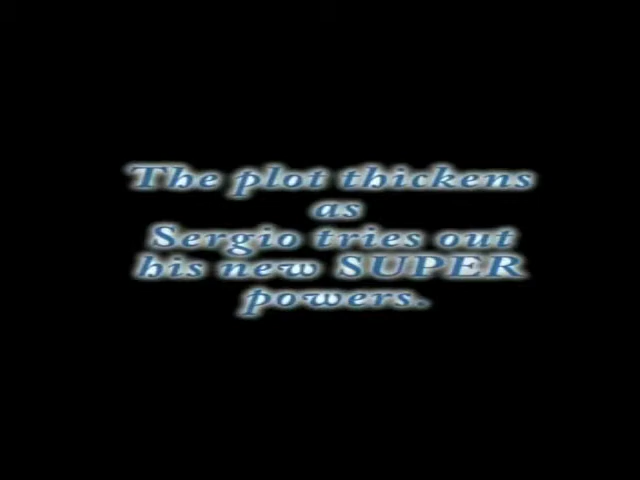 The plot thickens
as
Sergio tries out
his new SUPER
powers.